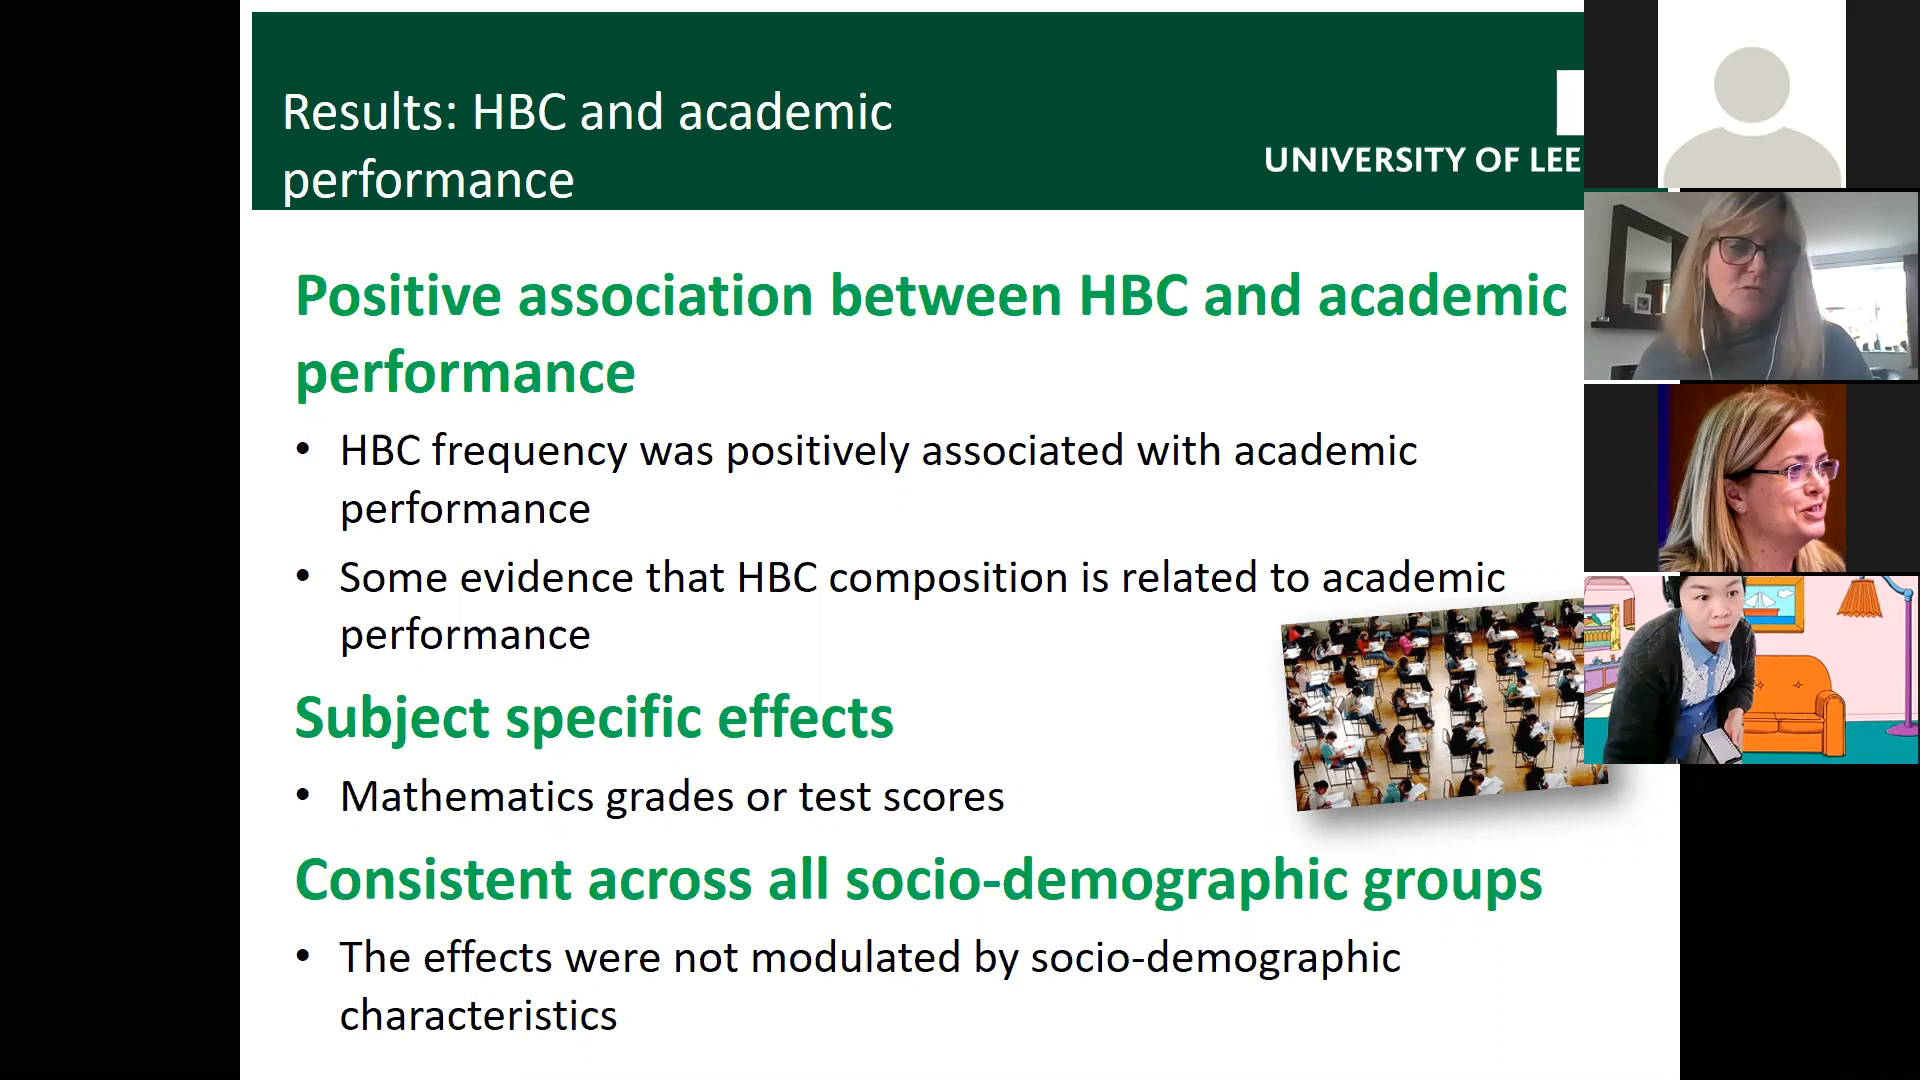 Results: HBC and academic
performance
UNIVERSITY OF LEE
Positive association between HBC and academic
performance
• HBC frequency was positively associated with academic
performance
• Some evidence that HBC composition is related to academic
performance
Subject specific effects
• Mathematics grades or test scores
Consistent across all socio-demographic groups
• The effects were not modulated by socio-demographic
characteristics